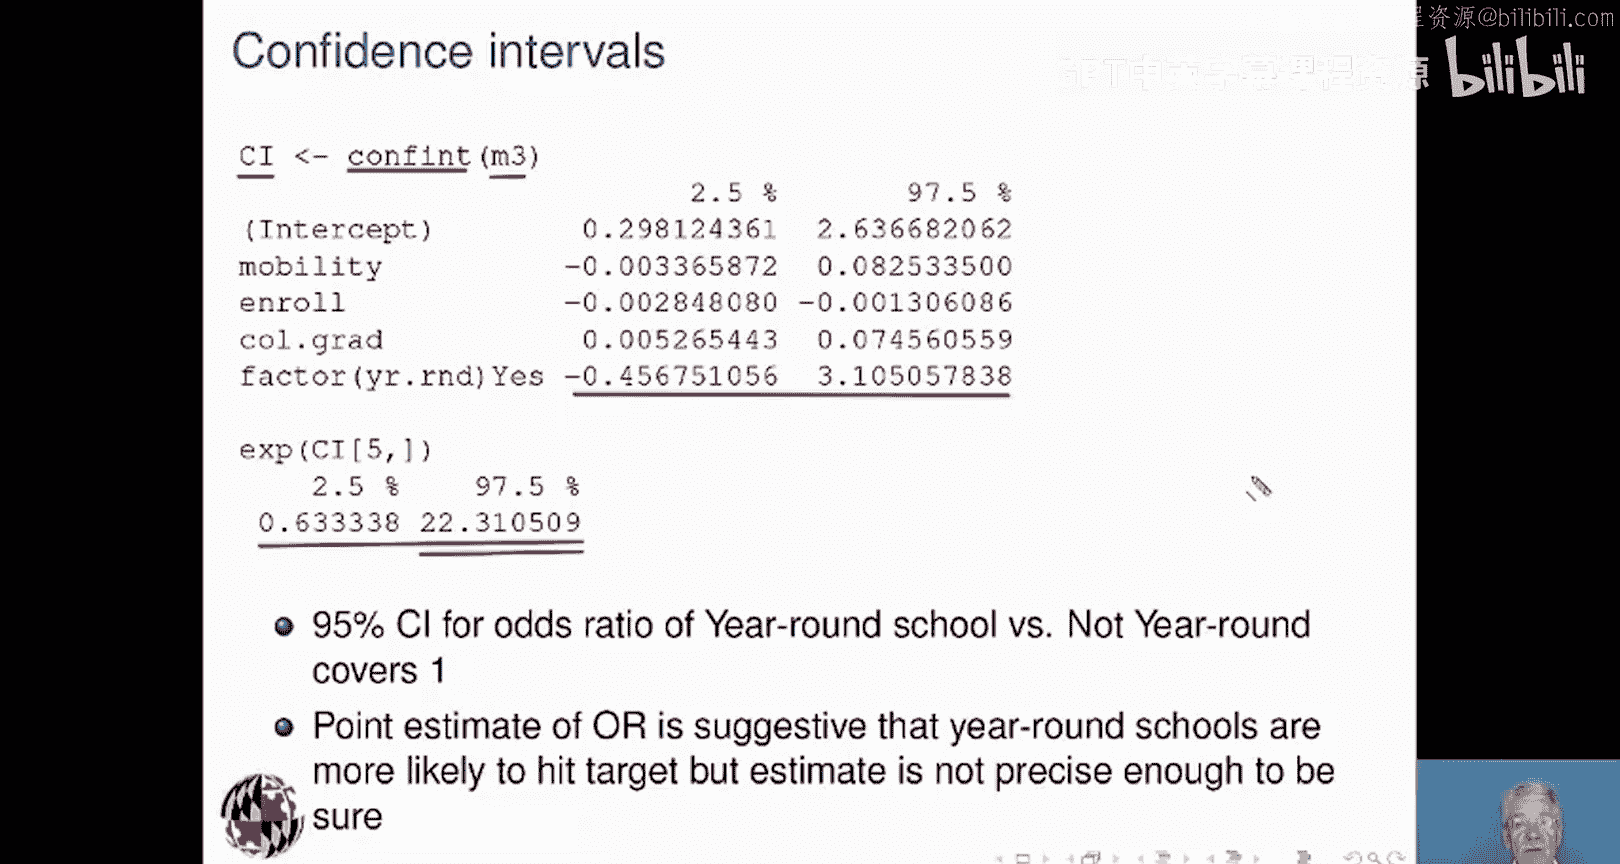 Confidence intervals
资源@bilibili.com
bilibili
CI <- confint(m3)
2.5 % 97.5 %
(Intercept) 0.298124361 2.636682062
mobility -0.003365872 0.082533500
enroll -0.002848080 -0.001306086
col.grad 0.005265443 0.074560559
factor(yr.rnd)Yes -0.456751056 3.105057838
exp(CI[5,])
2.5 % 97.5 %
0.633338 22.310509
95% CI for odds ratio of Year-round school vs. Not Year-round
covers 1
Point estimate of OR is suggestive that year-round schools are
more likely to hit target but estimate is not precise enough to be
sure